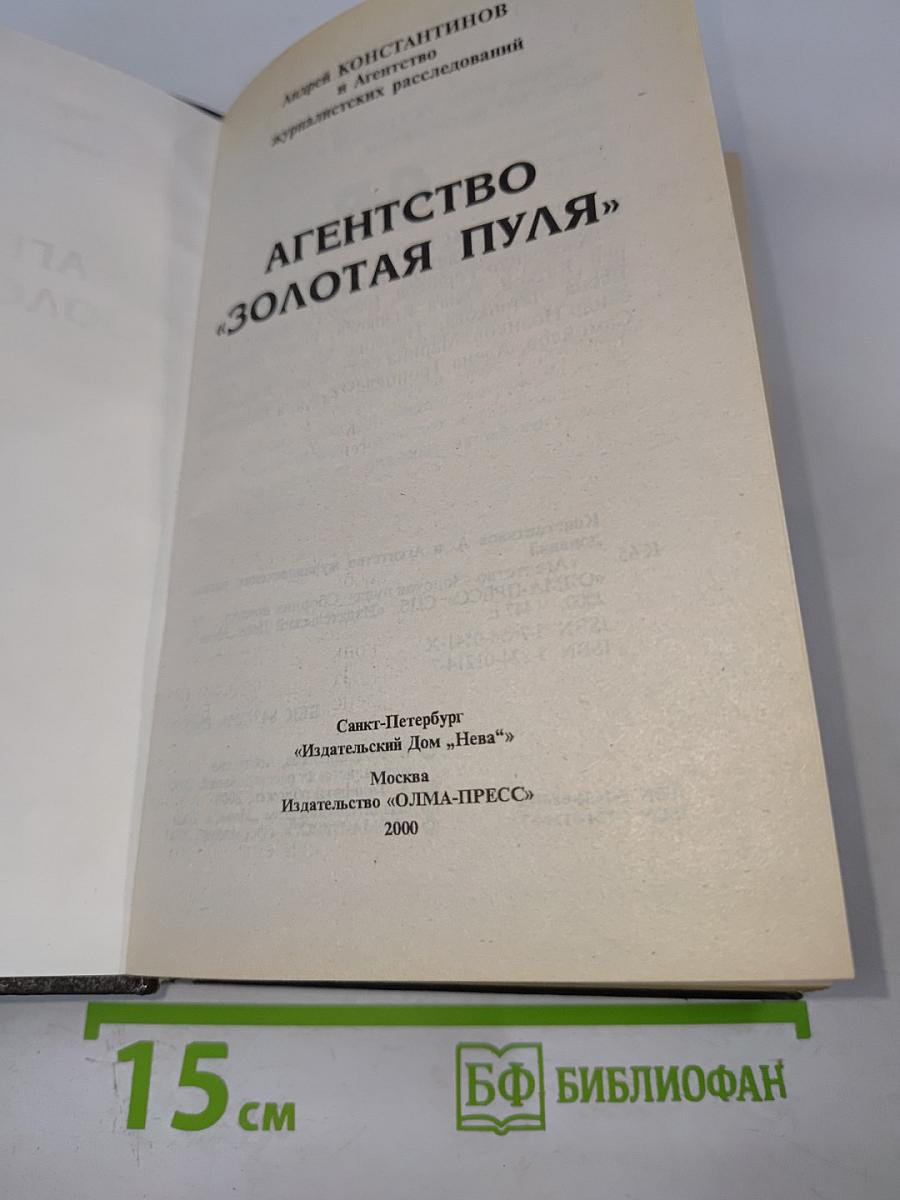 Андрей КОНСТАНТИНОВ
и Агентство
журналистских расследований
АГЕНТСТВО
«ЗОЛОТАЯ ПУЛЯ»
Санкт-Петербург
«Издательский Дом „Нева“»
Москва
Издательство «ОЛМА-ПРЕСС»
2000
15 см
БФ БИБЛИОФАН